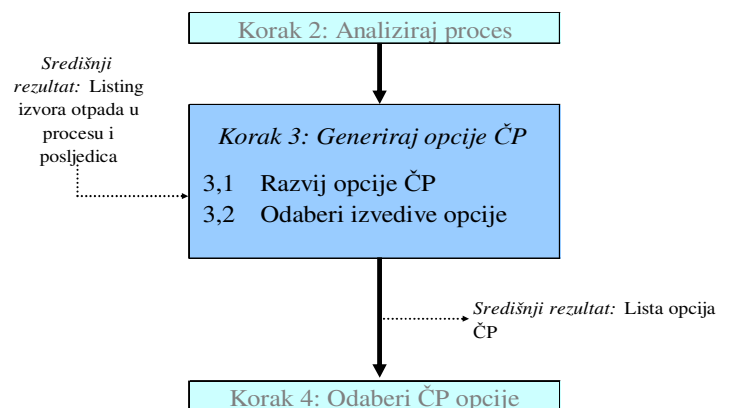 Korak 2: Analiziraj proces
Središnji
rezultat: Listing
izvora otpada u
procesu i
posljedica
Korak 3: Generiraj opcije ČP
3,1 Razvij opcije ČP
3,2 Odaberi izvedive opcije
Središnji rezultat: Lista opcija
ČP
Korak 4: Odaberi ČP opcije